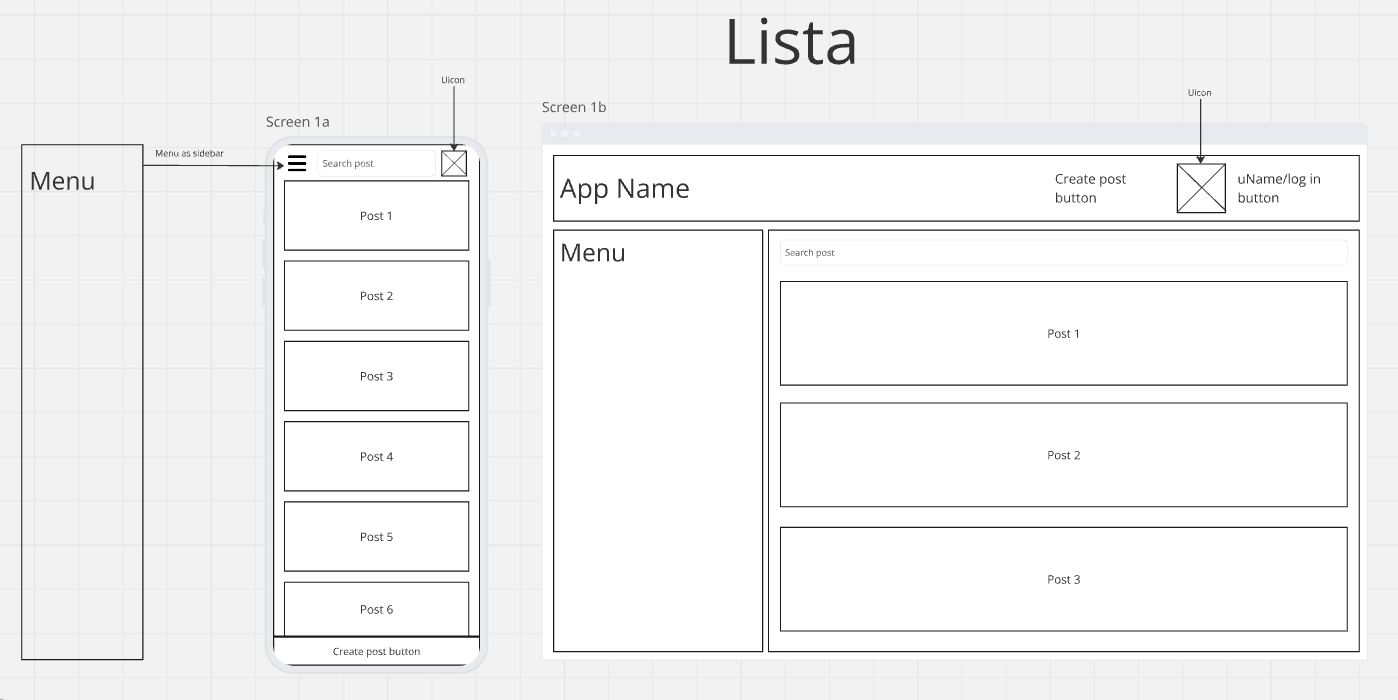 Lista
Uicon
Screen 1a
Menu as sidebar
Menu
Search post
Post 1
Post 2
Post 3
Post 4
Post 5
Post 6
Create post button
Screen 1b
Uicon
App Name
Create post
button
uName/log in
button
Menu
Search post
Post 1
Post 2
Post 3